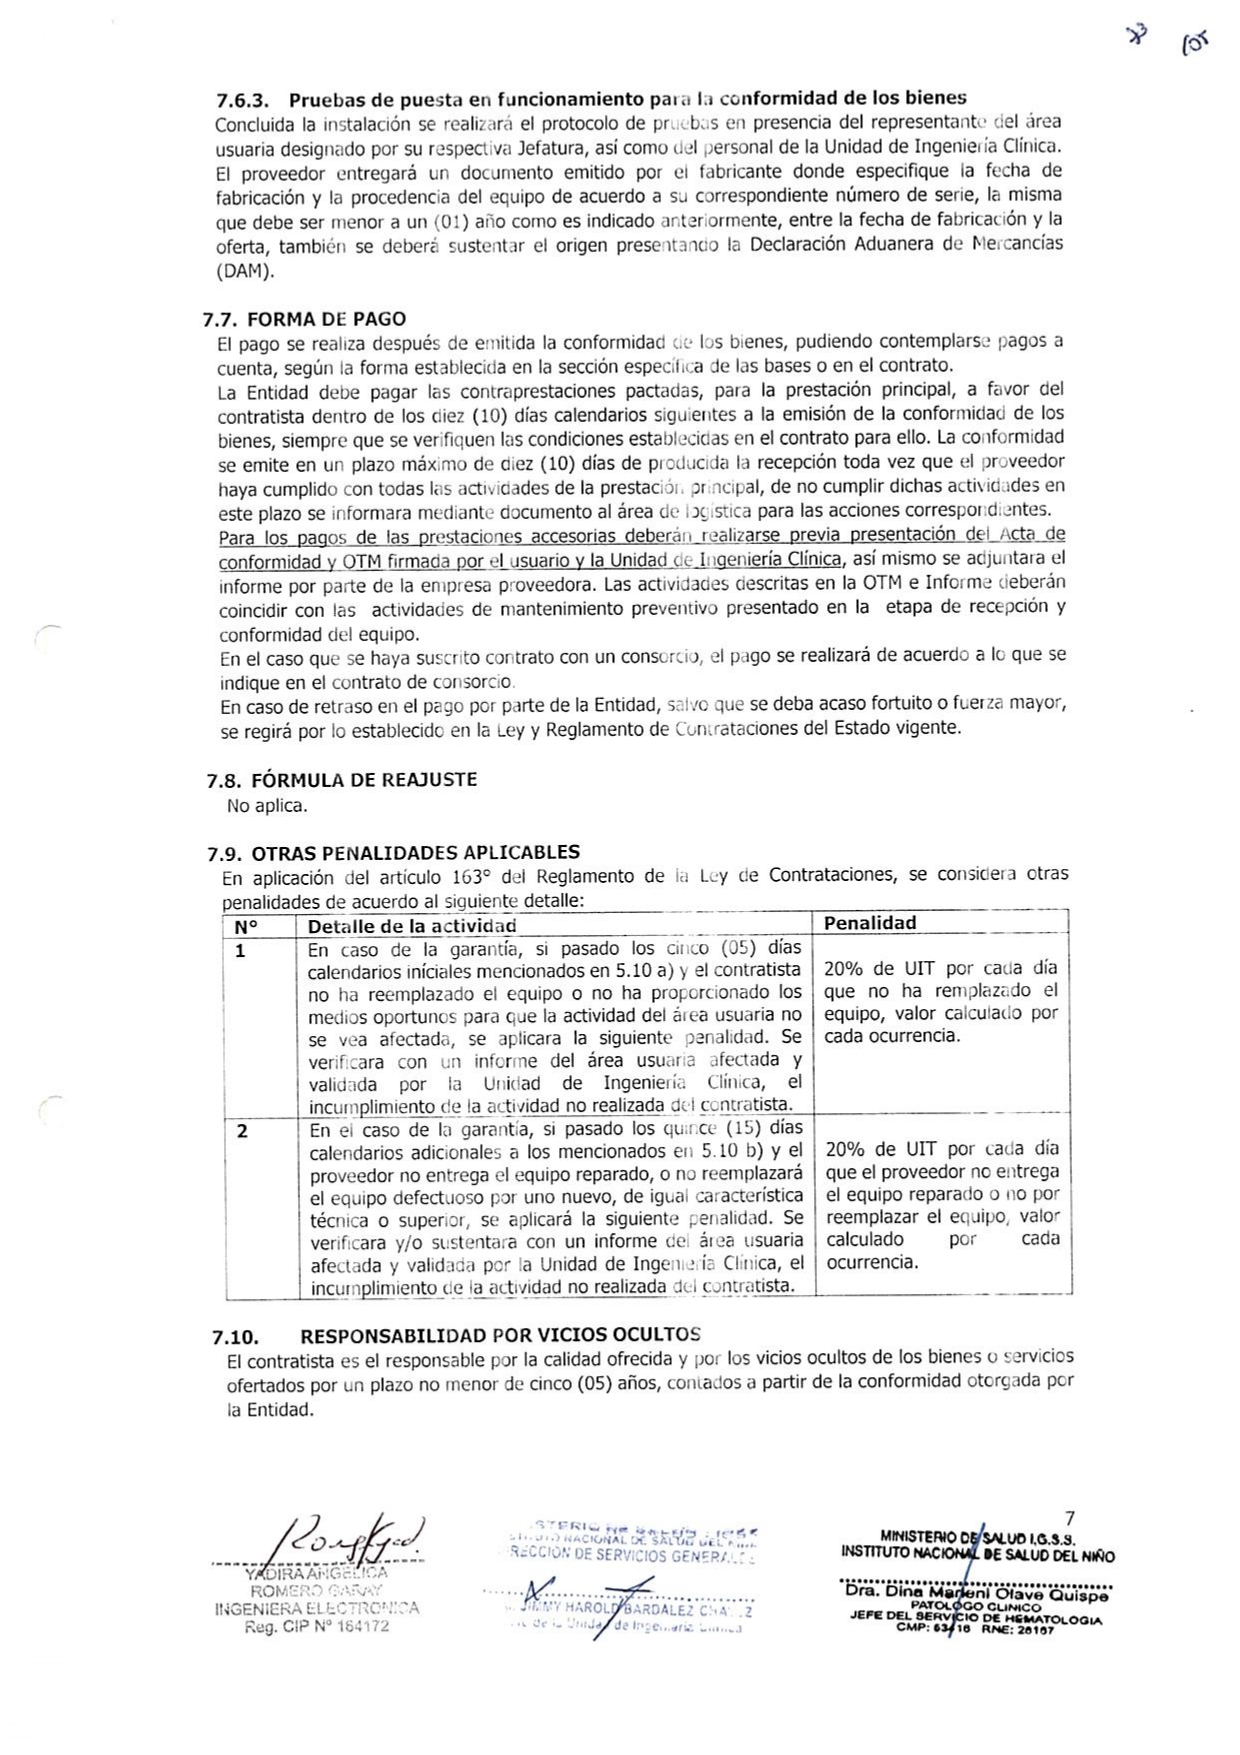 105
7.6.3. Pruebas de puesta en funcionamiento para la conformidad de los bienes
Concluida la instalación se realizará el protocolo de pruebas en presencia del representante del área
usuaria designado por su respectiva Jefatura, así como del personal de la Unidad de Ingeniería Clínica.
El proveedor entregará un documento emitido por el fabricante donde especifique la fecha de
fabricación y la procedencia del equipo de acuerdo a su correspondiente número de serie, la misma
que debe ser menor a un (01) año como es indicado anteriormente, entre la fecha de fabricación y la
oferta, también se deberá sustentar el origen presentando la Declaración Aduanera de Mercancías
(DAM).
7.7. FORMA DE PAGO
El pago se realiza después de emitida la conformidad de los bienes, pudiendo contemplarse pagos a
cuenta, según la forma establecida en la sección específica de las bases o en el contrato.
La Entidad debe pagar las contraprestaciones pactadas, para la prestación principal, a favor del
contratista dentro de los diez (10) días calendarios siguientes a la emisión de la conformidad de los
bienes, siempre que se verifiquen las condiciones establecidas en el contrato para ello. La conformidad
se emite en un plazo máximo de diez (10) días de producida la recepción toda vez que el proveedor
haya cumplido con todas las actividades de la prestación principal, de no cumplir dichas actividades en
este plazo se informara mediante documento al área de logística para las acciones correspondientes.
Para los pagos de las prestaciones accesorias deberán realizarse previa presentación del Acta de
conformidad y OTM firmada por el usuario y la Unidad de Ingeniería Clínica, así mismo se adjuntara el
informe por parte de la empresa proveedora. Las actividades descritas en la OTM e Informe deberán
coincidir con las actividades de mantenimiento preventivo presentado en la etapa de recepción y
conformidad del equipo.
En el caso que se haya suscrito contrato con un consorcio, el pago se realizará de acuerdo a lo que se
indique en el contrato de consorcio.
En caso de retraso en el pago por parte de la Entidad, salvo que se deba acaso fortuito o fuerza mayor,
se regirá por lo establecido en la Ley y Reglamento de Contrataciones del Estado vigente.
7.8. FÓRMULA DE REAJUSTE
No aplica.
7.9. OTRAS PENALIDADES APLICABLES
En aplicación del artículo 163° del Reglamento de la Ley de Contrataciones, se considera otras
penalidades de acuerdo al siguiente detalle:
N° Detalle de la actividad Penalidad
1 En caso de la garantía, si pasado los cinco (05) días
calendarios iníciales mencionados en 5.10 a) y el contratista
no ha reemplazado el equipo o no ha proporcionado los
medios oportunos para que la actividad del área usuaria no
se vea afectada, se aplicara la siguiente penalidad. Se
verificara con un informe del área usuaria afectada y
validada por la Unidad de Ingeniería Clínica, el
incumplimiento de la actividad no realizada del contratista.
20% de UIT por cada día
que no ha remplazado el
equipo, valor calculado por
cada ocurrencia.
2 En el caso de la garantía, si pasado los quince (15) días
calendarios adicionales a los mencionados en 5.10 b) y el
proveedor no entrega el equipo reparado, o no reemplazará
el equipo defectuoso por uno nuevo, de igual característica
técnica o superior, se aplicará la siguiente penalidad. Se
verificara y/o sustentara con un informe del área usuaria
afectada y validada por la Unidad de Ingeniería Clínica, el
incumplimiento de la actividad no realizada del contratista.
20% de UIT por cada día
que el proveedor no entrega
el equipo reparado o no por
reemplazar el equipo, valor
calculado por cada
ocurrencia.
7.10. RESPONSABILIDAD POR VICIOS OCULTOS
El contratista es el responsable por la calidad ofrecida y por los vicios ocultos de los bienes o servicios
ofertados por un plazo no menor de cinco (05) años, contados a partir de la conformidad otorgada por
la Entidad.
7
YADIRA ANGELICA
ROMERO GARAY
INGENIERA ELECTRONICA
Reg. CIP N° 164172
NACIONAL DE SALUD DEL
DE SERVICIOS GENERALES
JIMMY HAROLD BARDALEZ
de la Unidad de Ingeniería Clínica
MINISTERIO DE SALUD I.G.S.S.
INSTITUTO NACIONAL DE SALUD DEL NIÑO
Dra. Dina Marleni Olave Quispe
PATOLOGO CLINICO
JEFE DEL SERVICIO DE HEMATOLOGIA
CMP: 63416 RNE: 28167